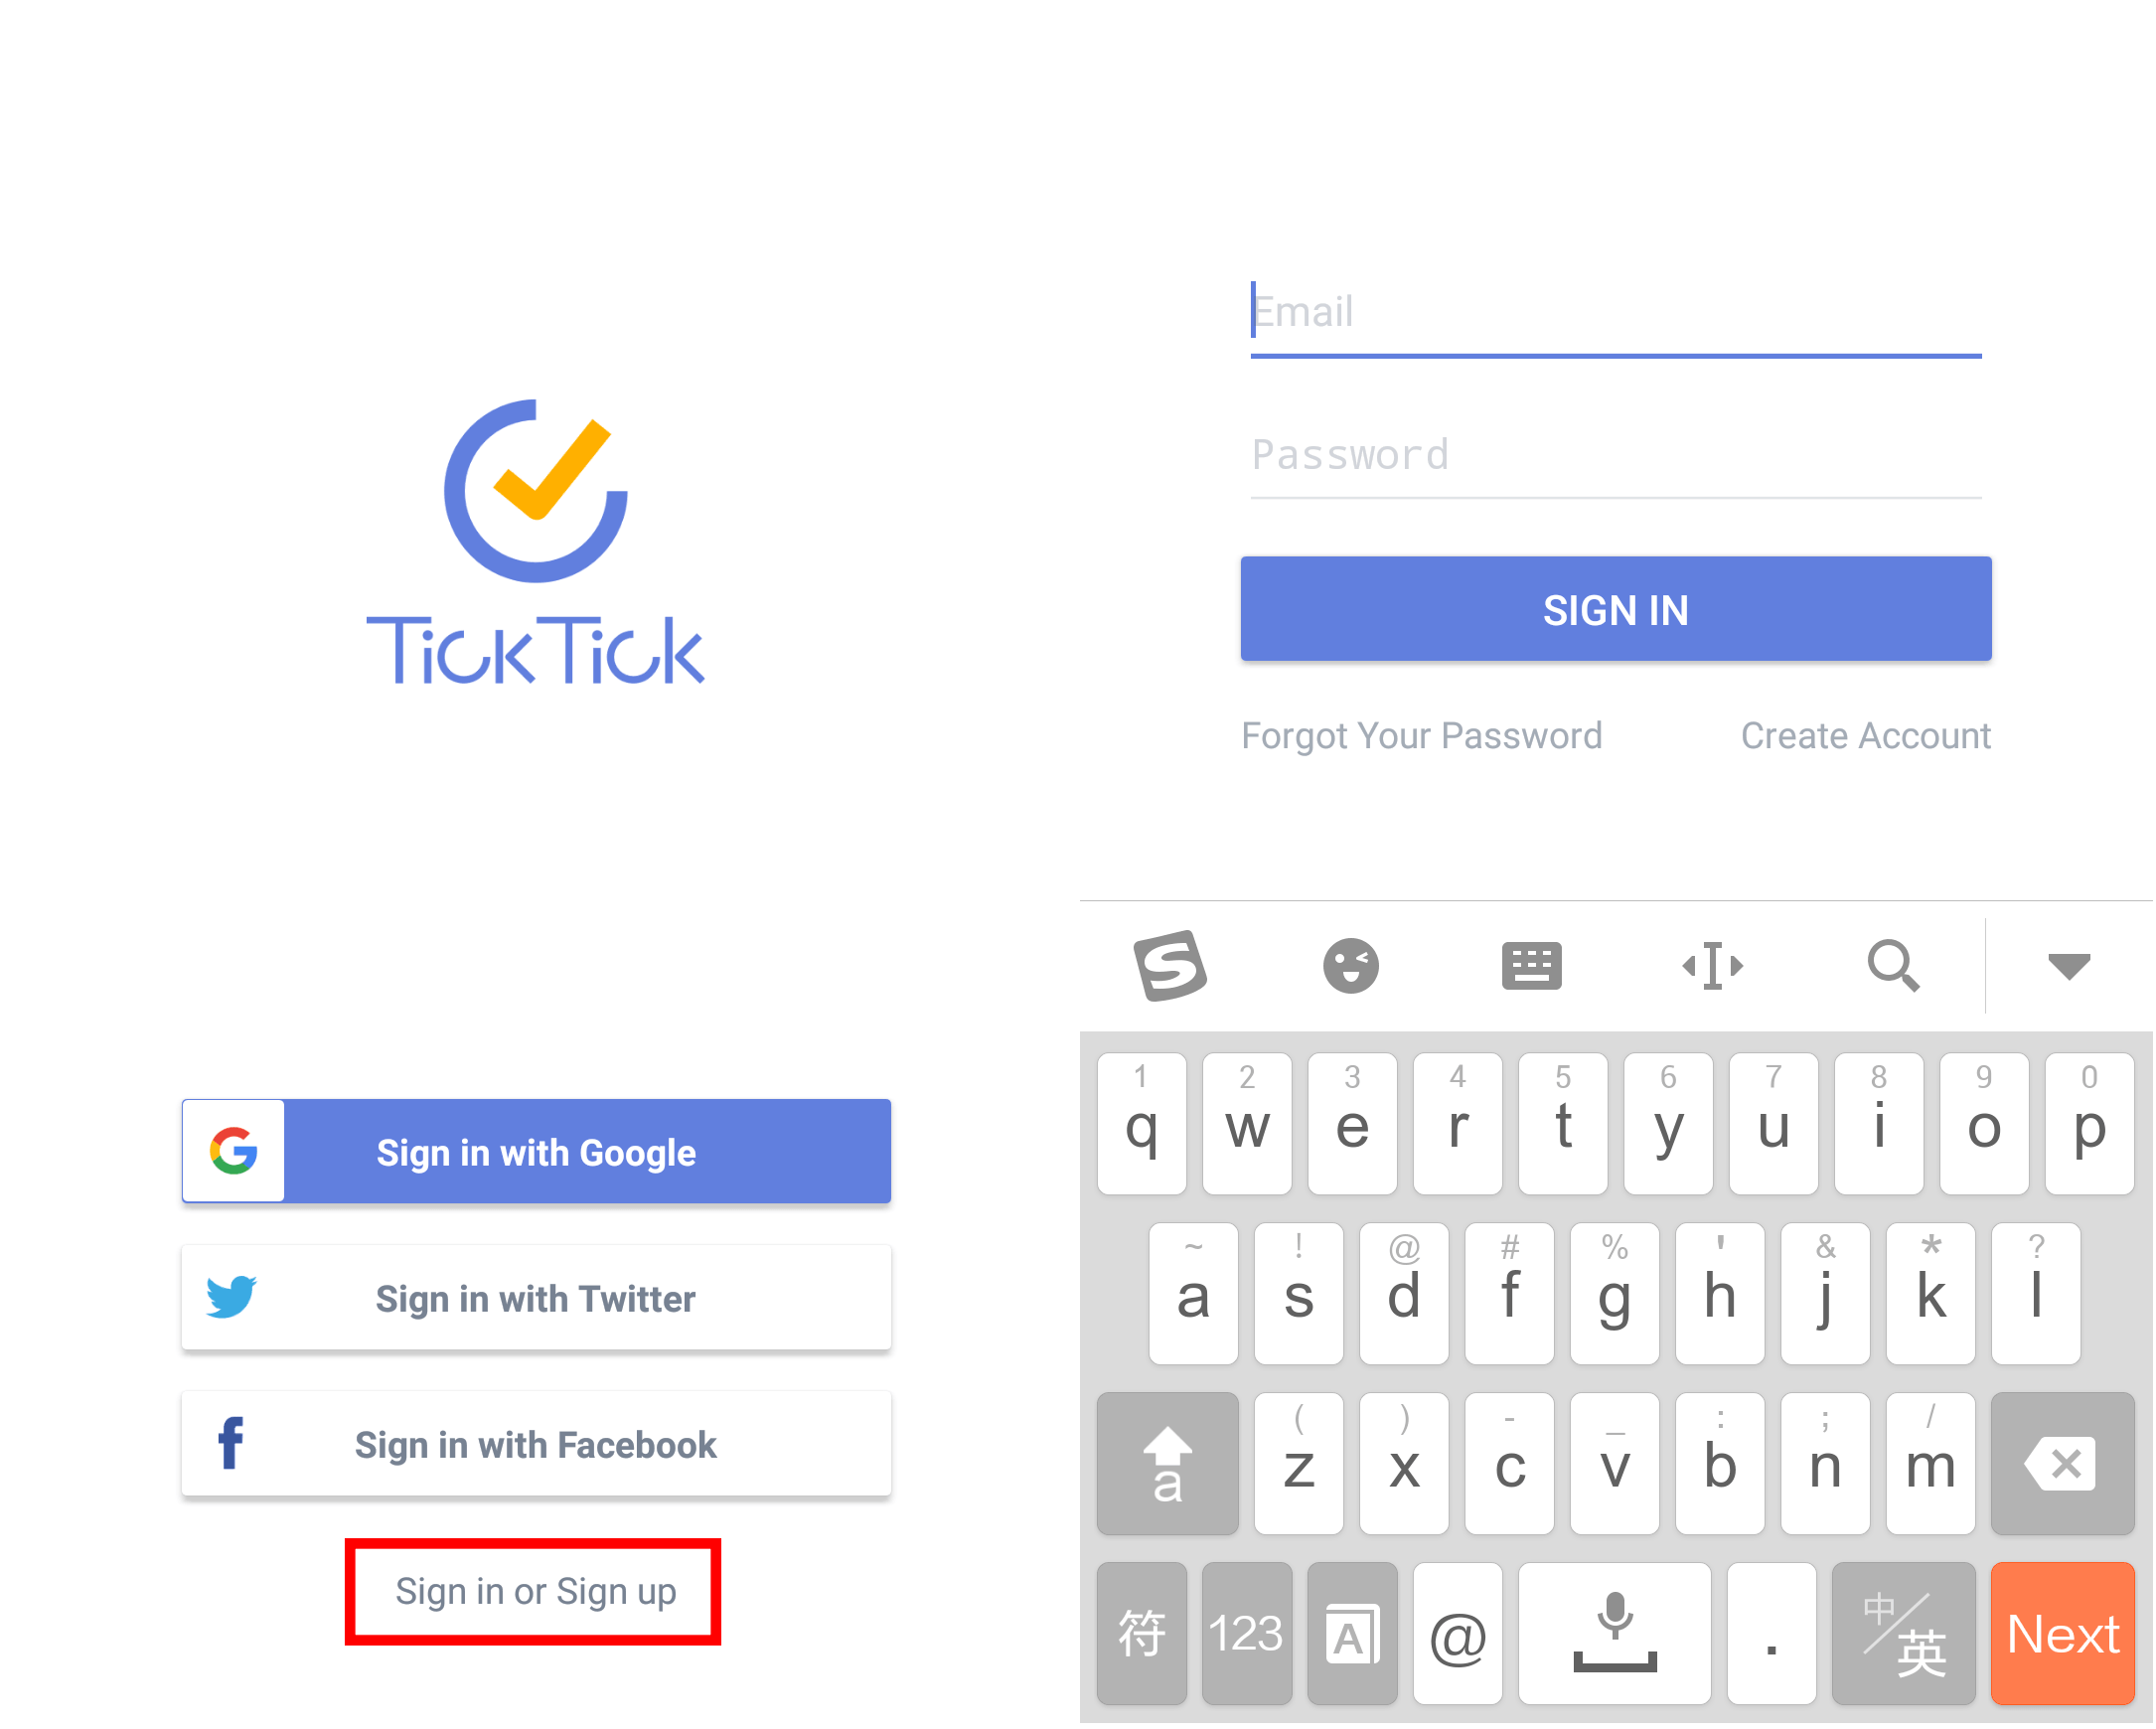 TickTick
Sign in with Google
Sign in with Twitter
Sign in with Facebook
Sign in or Sign up
Email
Password
SIGN IN
Forgot Your Password Create Account
1 2 3 4 5 6 7 8 9 0
q w e r t y u i o p
~ ! @ # % ' & * ?
a s d f g h j k l
( ) - _ : ; /
a z x c v b n m
符 123 A @ . 中/英 Next